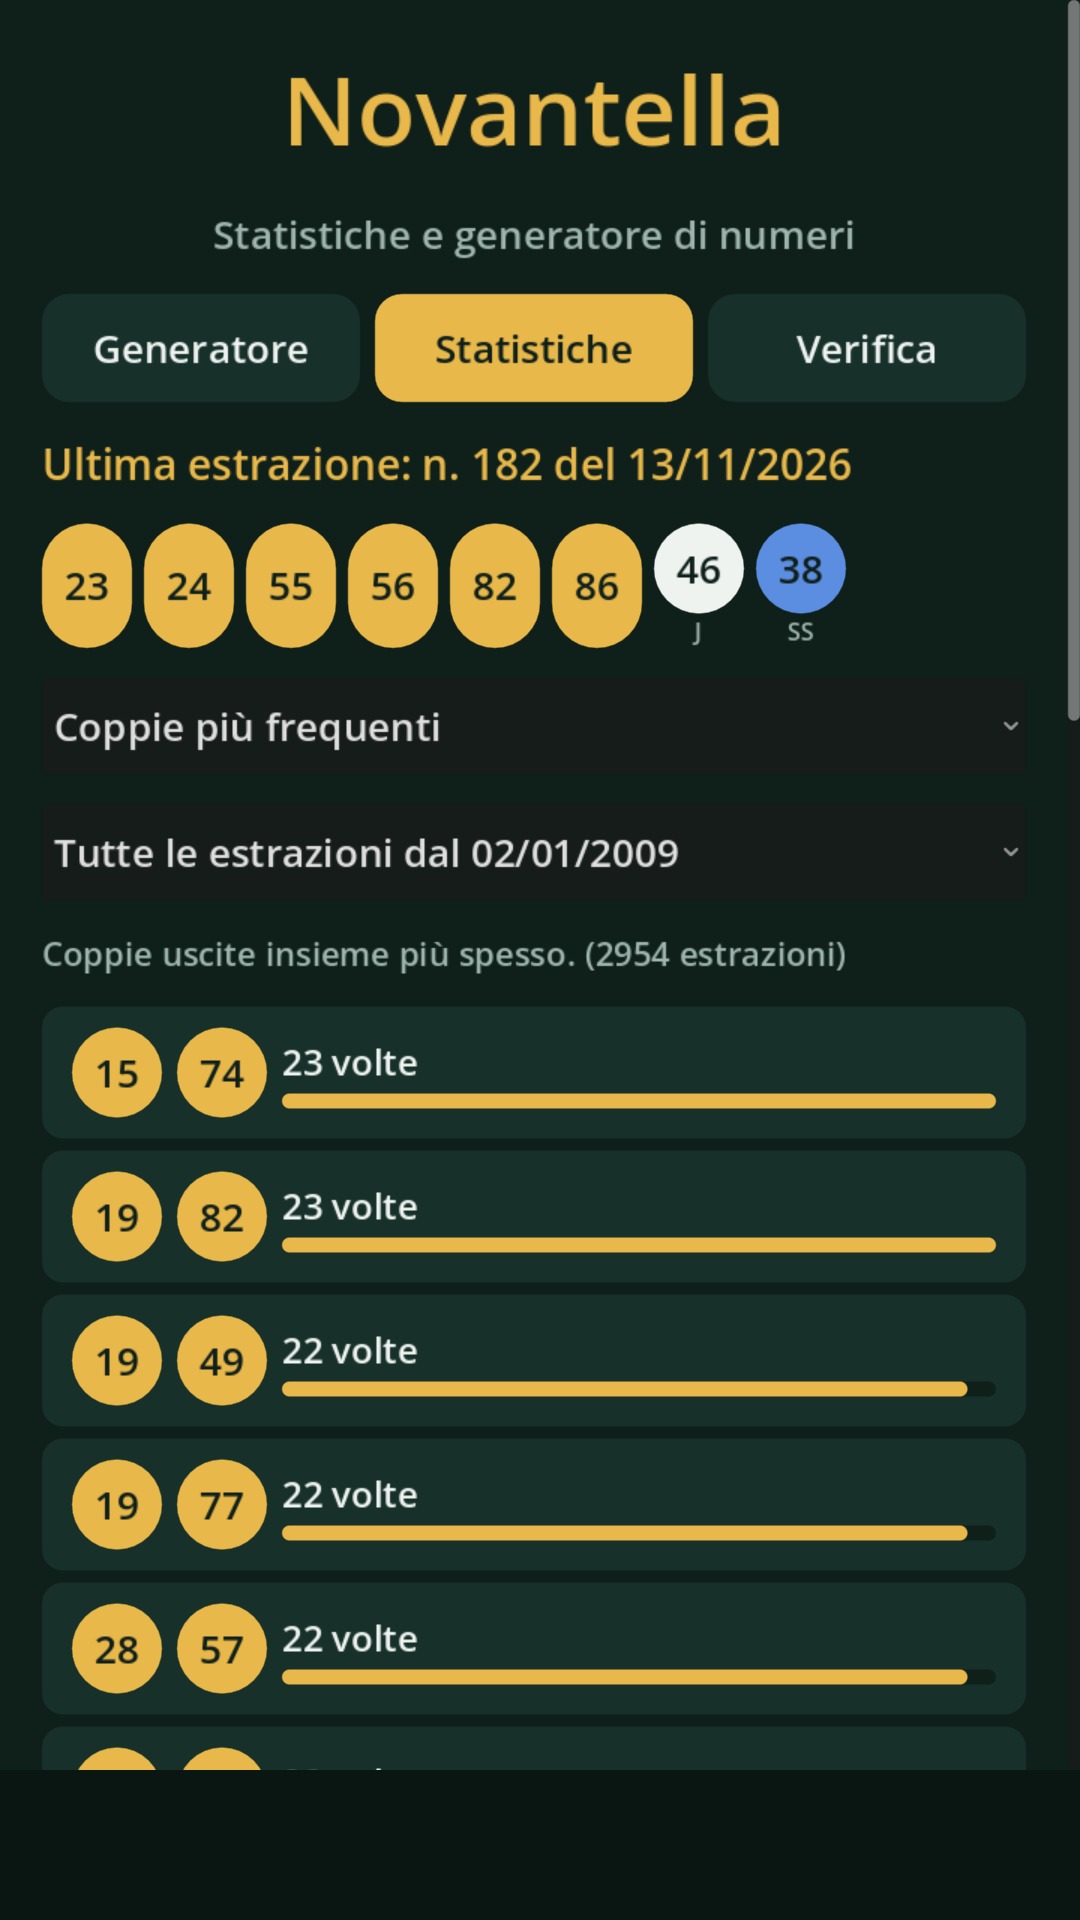 Novantella
Statistiche e generatore di numeri
Generatore Statistiche Verifica
Ultima estrazione: n. 182 del 13/11/2026
23 24 55 56 82 86 46 38
J SS
Coppie più frequenti
Tutte le estrazioni dal 02/01/2009
Coppie uscite insieme più spesso. (2954 estrazioni)
15 74 23 volte
19 82 23 volte
19 49 22 volte
19 77 22 volte
28 57 22 volte